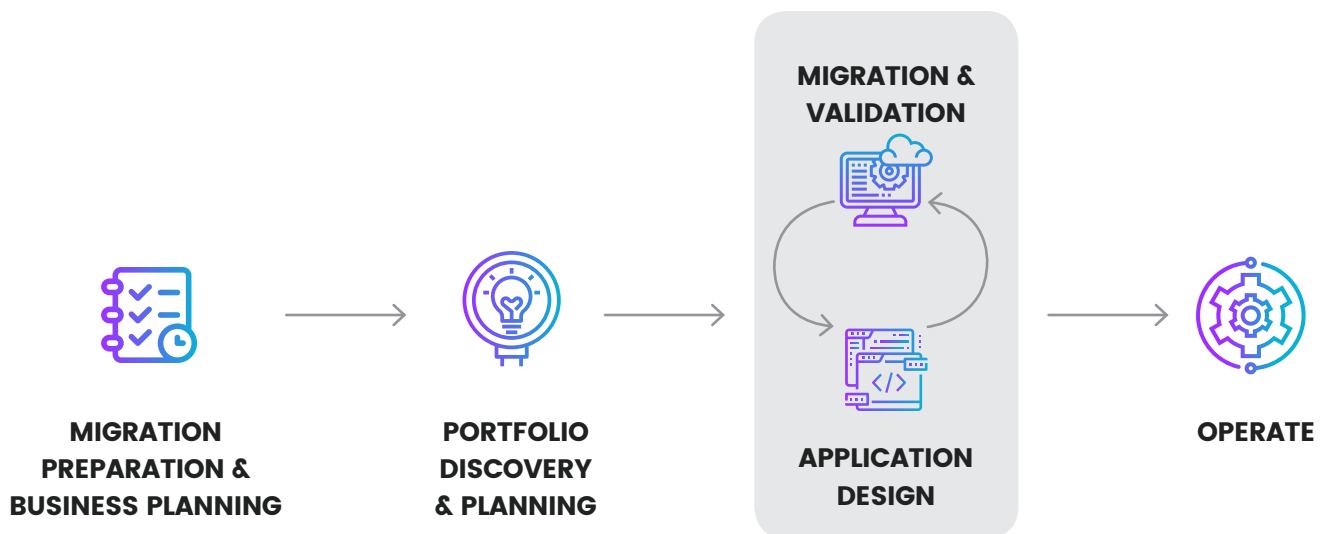 MIGRATION
PREPARATION &
BUSINESS PLANNING
PORTFOLIO
DISCOVERY
& PLANNING
MIGRATION &
VALIDATION
</>
APPLICATION
DESIGN
OPERATE